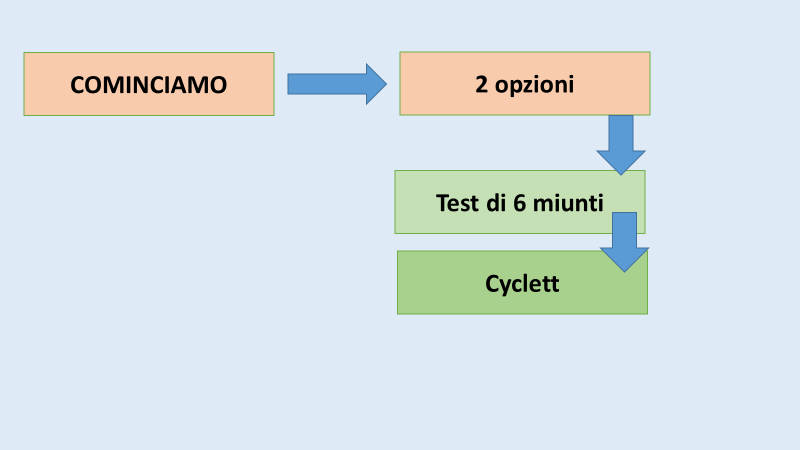 COMINCIAMO
2 opzioni
Test di 6 miunti
Cyclett